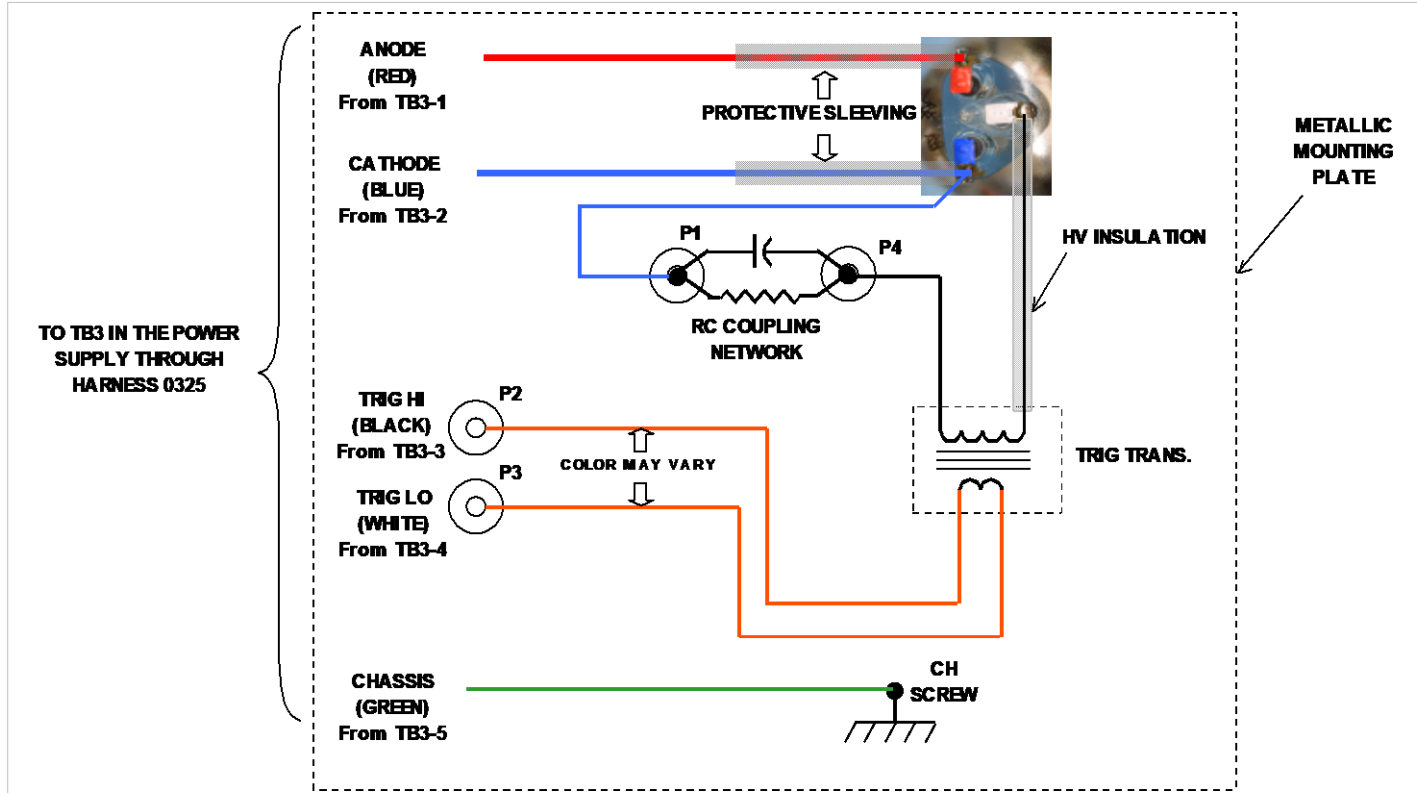 ANODE
(RED)
From TB3-1
PROTECTIVE SLEEVING
METALLIC
MOUNTING
PLATE
CATHODE
(BLUE)
From TB3-2
P1
P4
HV INSULATION
RC COUPLING
NETWORK
TO TB3 IN THE POWER
SUPPLY THROUGH
HARNESS 0325
TRIG HI
(BLACK)
From TB3-3
P2
COLOR MAY VARY
TRIG TRANS.
P3
TRIG LO
(WHITE)
From TB3-4
CH
SCREW
CHASSIS
(GREEN)
From TB3-5